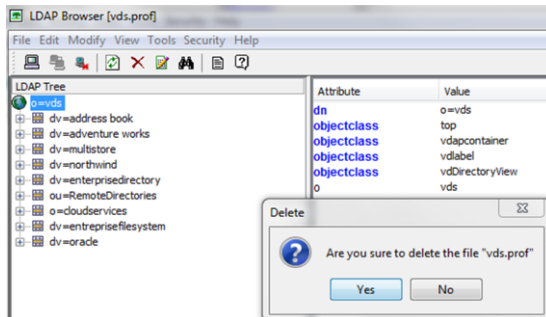 LDAP Browser [vds.prof]
File Edit Modify View Tools Security Help
LDAP Tree
o=vds
dv=address book
dv=adventure works
dv=multistore
dv=northwind
dv=enterprisedirectory
ou=RemoteDirectories
o=cloudservices
dv=entreprisefilesystem
dv=oracle
Attribute Value
dn o=vds
objectclass top
objectclass vdapcontainer
objectclass vdlabel
objectclass vdDirectoryView
o vds
Delete
Are you sure to delete the file "vds.prof"
Yes No